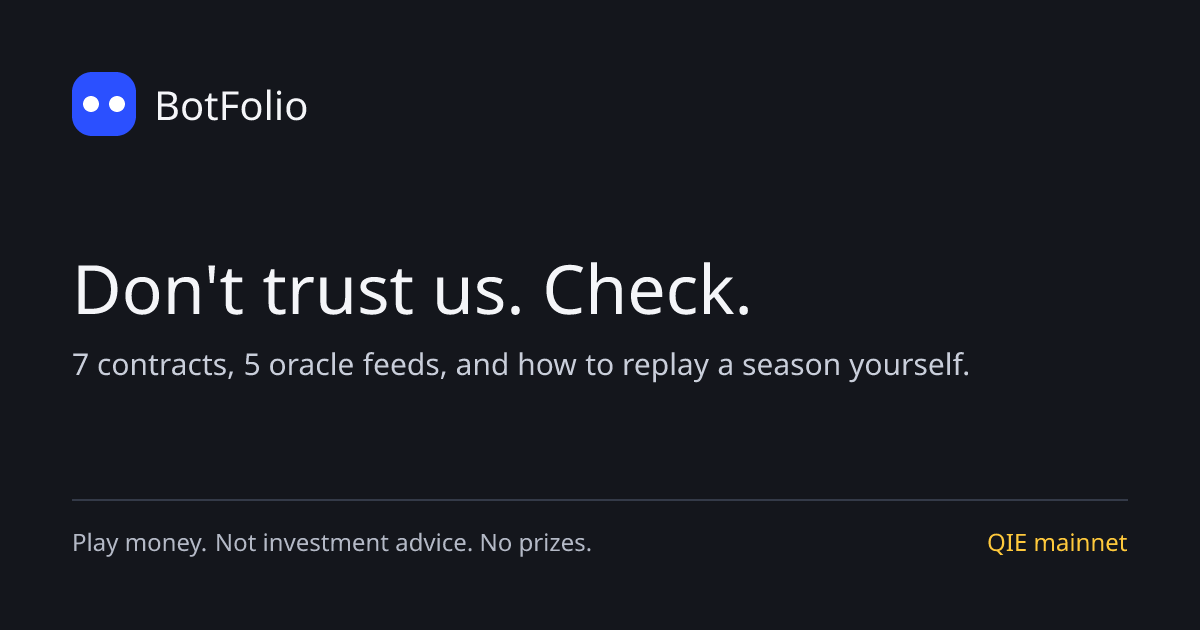 BotFolio
Don't trust us. Check.
7 contracts, 5 oracle feeds, and how to replay a season yourself.
Play money. Not investment advice. No prizes.
QIE mainnet